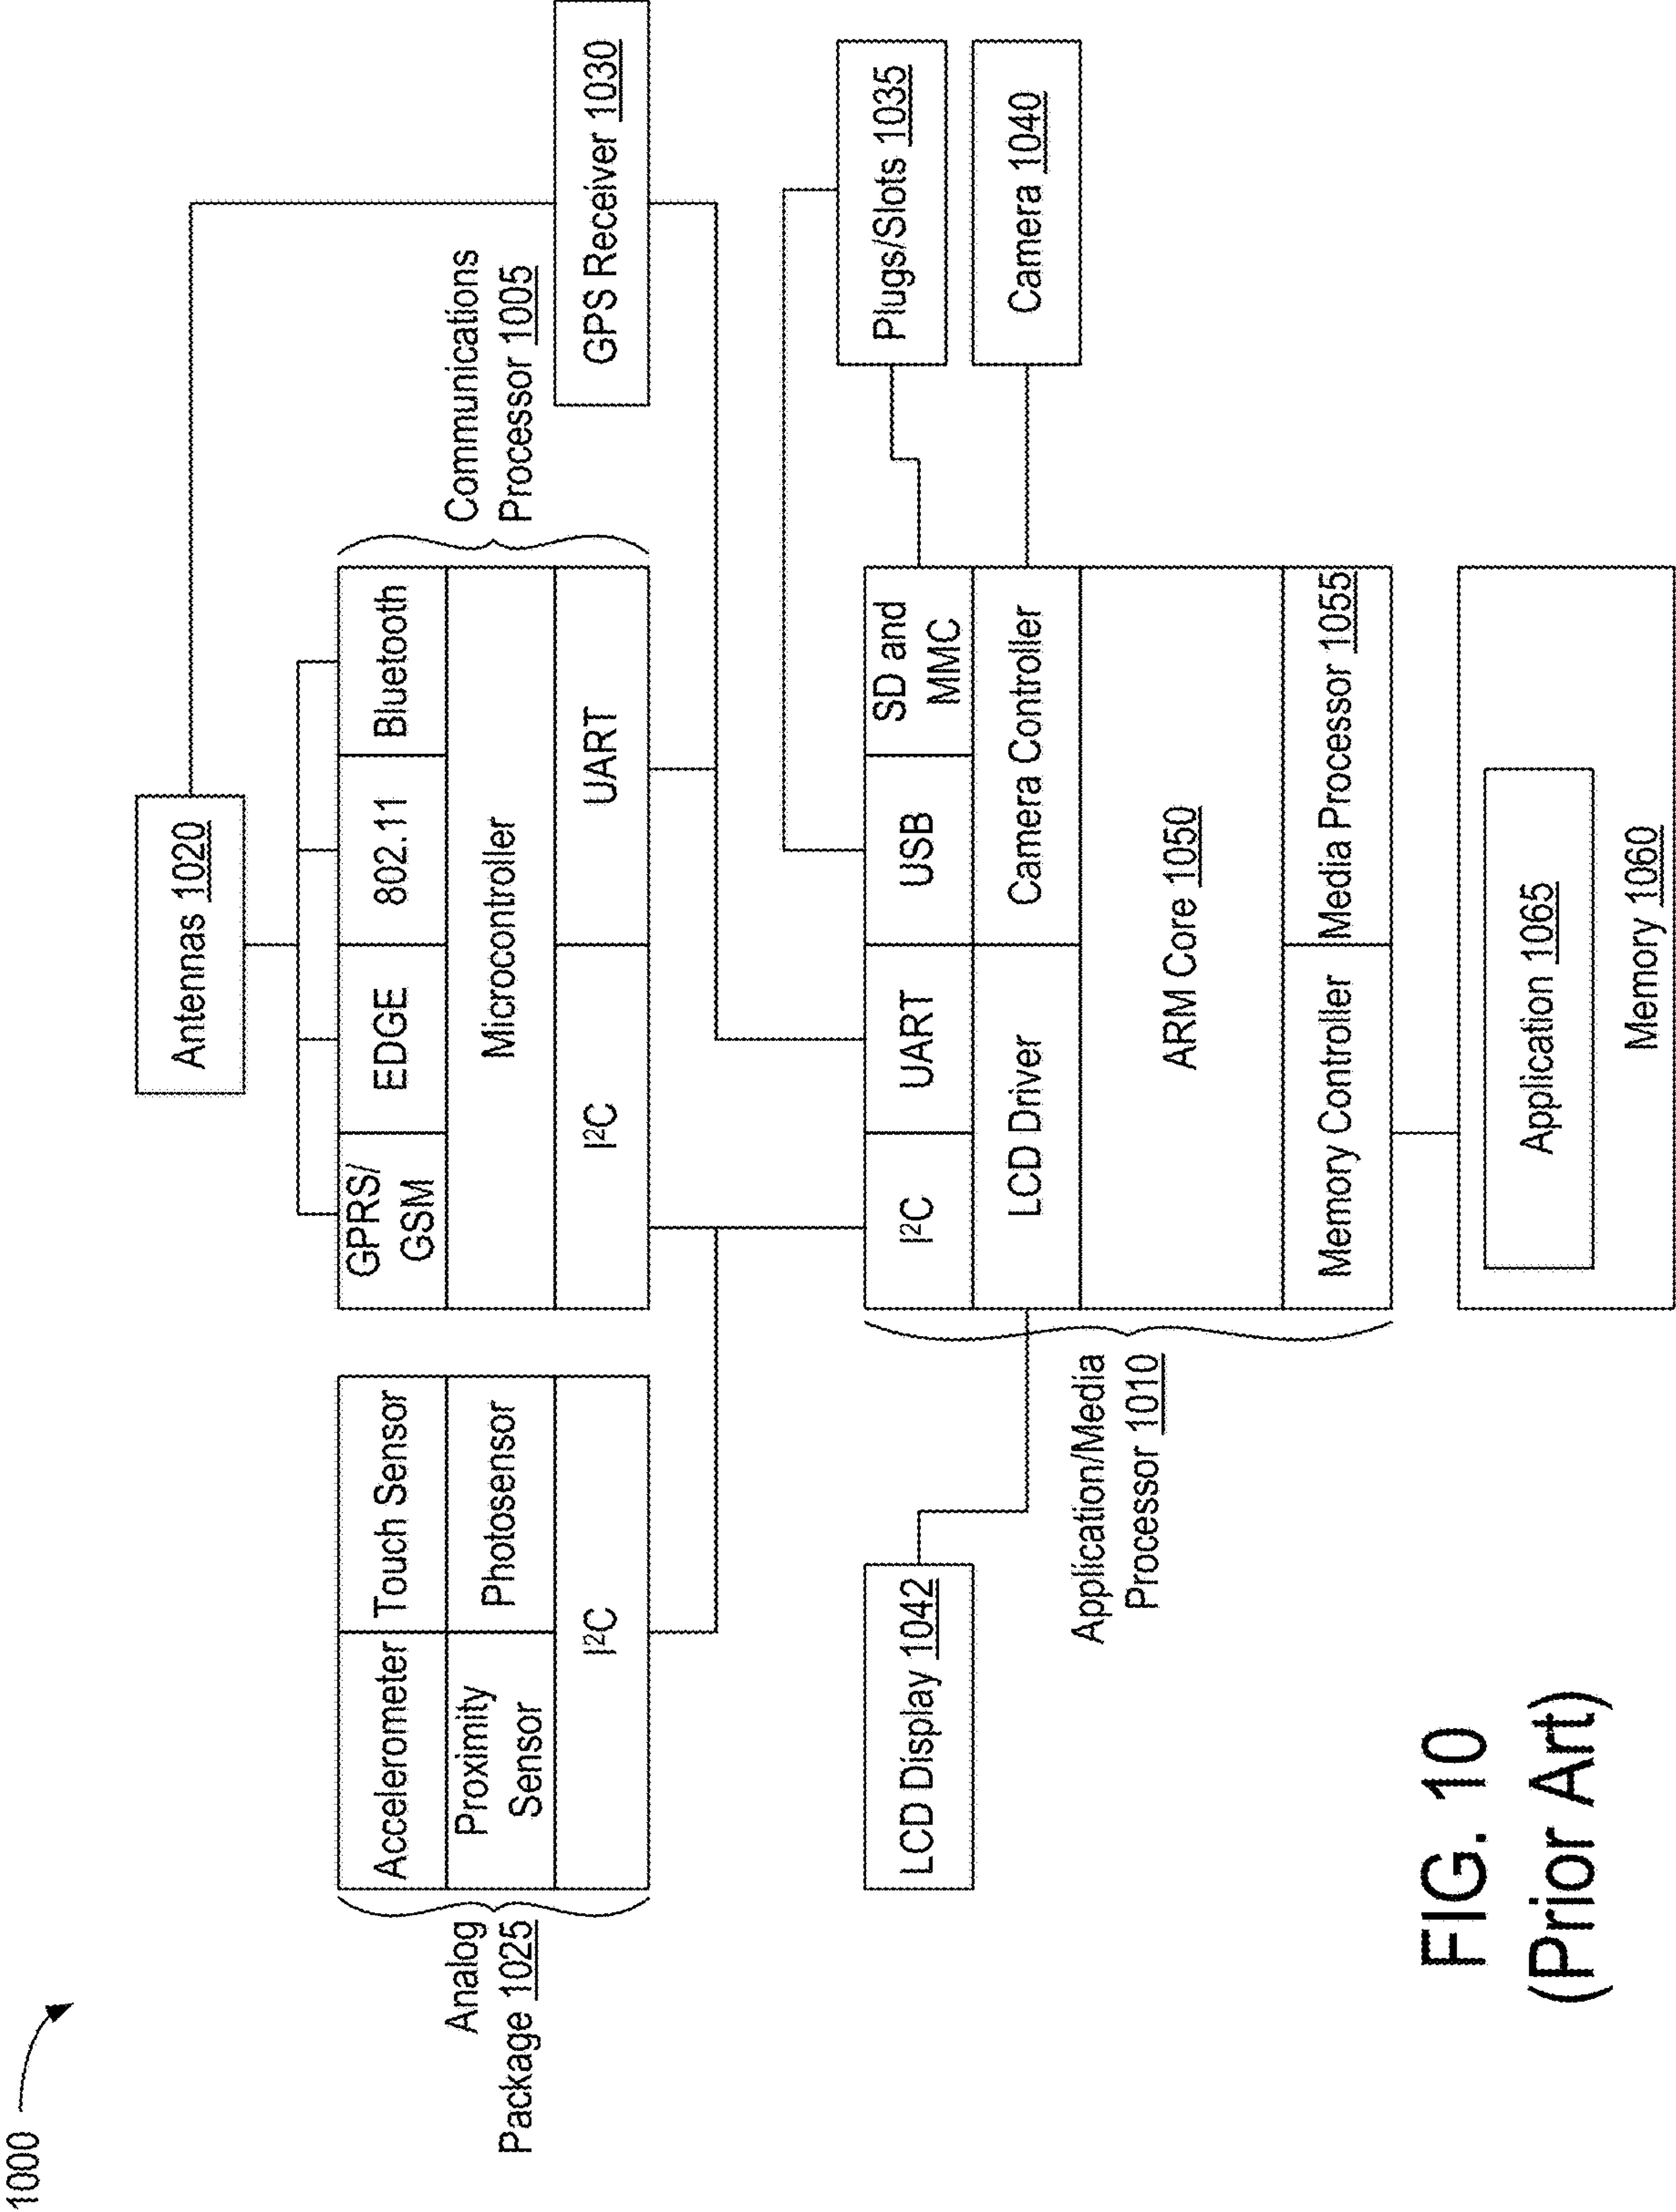 1000
Antennas 1020
Analog
Package 1025
Accelerometer
Touch Sensor
Proximity
Sensor
Photosensor
I²C
GPRS/
GSM
EDGE
802.11
Bluetooth
Microcontroller
I²C
UART
Communications
Processor 1005
GPS Receiver 1030
LCD Display 1042
Application/Media
Processor 1010
I²C
UART
USB
SD and
MMC
LCD Driver
Camera Controller
ARM Core 1050
Memory Controller
Media Processor 1055
Plugs/Slots 1035
Camera 1040
Application 1065
Memory 1060
FIG. 10
(Prior Art)